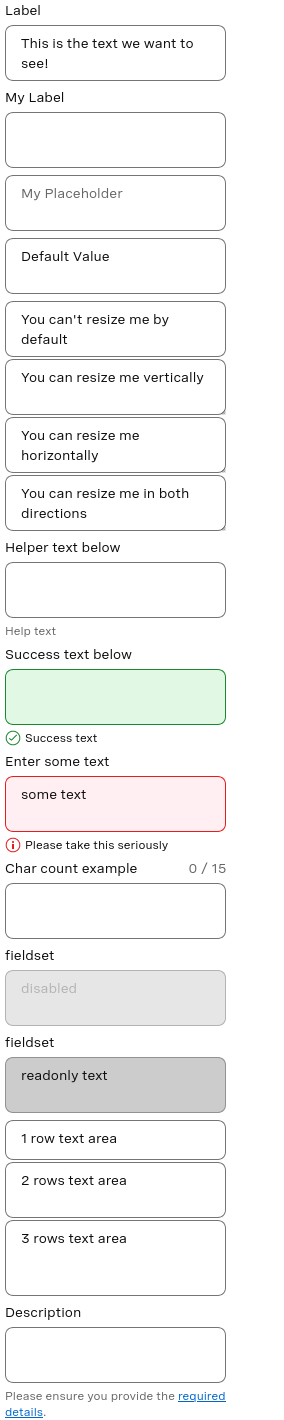 Label
This is the text we want to
see!
My Label
My Placeholder
Default Value
You can't resize me by
default
You can resize me vertically
You can resize me
horizontally
You can resize me in both
directions
Helper text below
Help text
Success text below
Success text
Enter some text
some text
Please take this seriously
Char count example 0 / 15
fieldset
disabled
fieldset
readonly text
1 row text area
2 rows text area
3 rows text area
Description
Please ensure you provide the required
details.